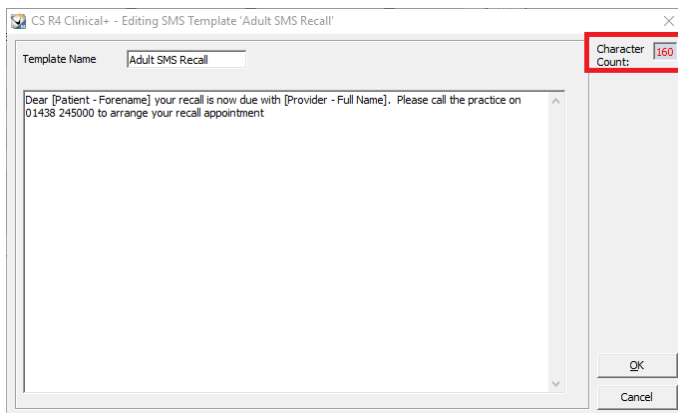 CS R4 Clinical+ - Editing SMS Template 'Adult SMS Recall'
Template Name Adult SMS Recall
Character Count: 160
Dear [Patient - Forename] your recall is now due with [Provider - Full Name].  Please call the practice on
01438 245000 to arrange your recall appointment
OK
Cancel